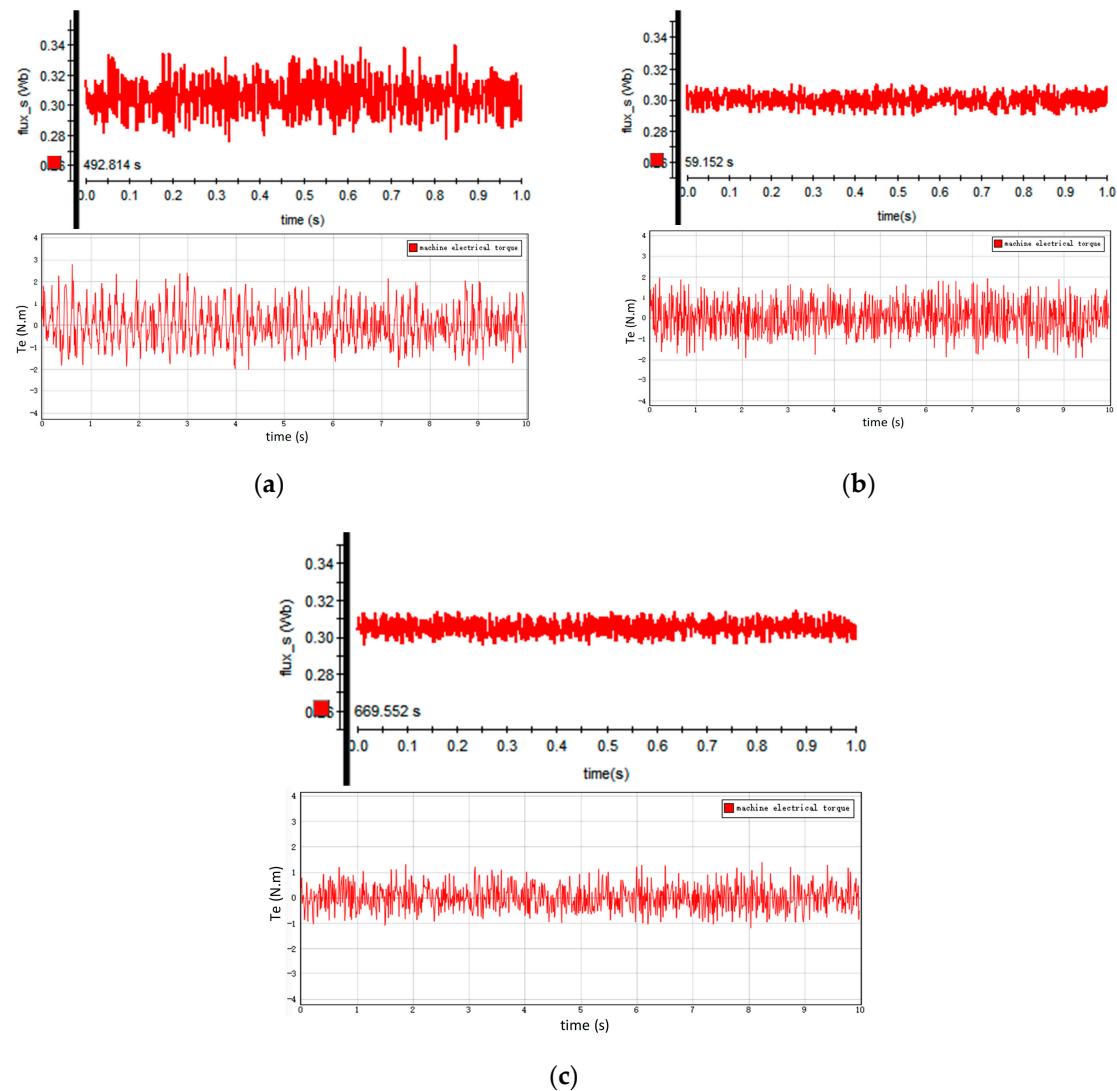 flux_s (Wb)
0.34
0.32
0.30
0.28
492.814 s
0.0 0.1 0.2 0.3 0.4 0.5 0.6 0.7 0.8 0.9 1.0
time (s)
Te (N.m)
machine electrical torque
4
3
2
1
0
-1
-2
-3
-4
0 1 2 3 4 5 6 7 8 9 10
time (s)
(a)
flux_s (Wb)
0.34
0.32
0.30
0.28
59.152 s
0.0 0.1 0.2 0.3 0.4 0.5 0.6 0.7 0.8 0.9 1.0
time(s)
Te (N.m)
machine electrical torque
4
3
2
1
0
-1
-2
-3
-4
0 1 2 3 4 5 6 7 8 9 10
time (s)
(b)
flux_s (Wb)
0.34
0.32
0.30
0.28
669.552 s
0.0 0.1 0.2 0.3 0.4 0.5 0.6 0.7 0.8 0.9 1.0
time(s)
Te (N.m)
machine electrical torque
4
3
2
1
0
-1
-2
-3
-4
0 1 2 3 4 5 6 7 8 9 10
time (s)
(c)